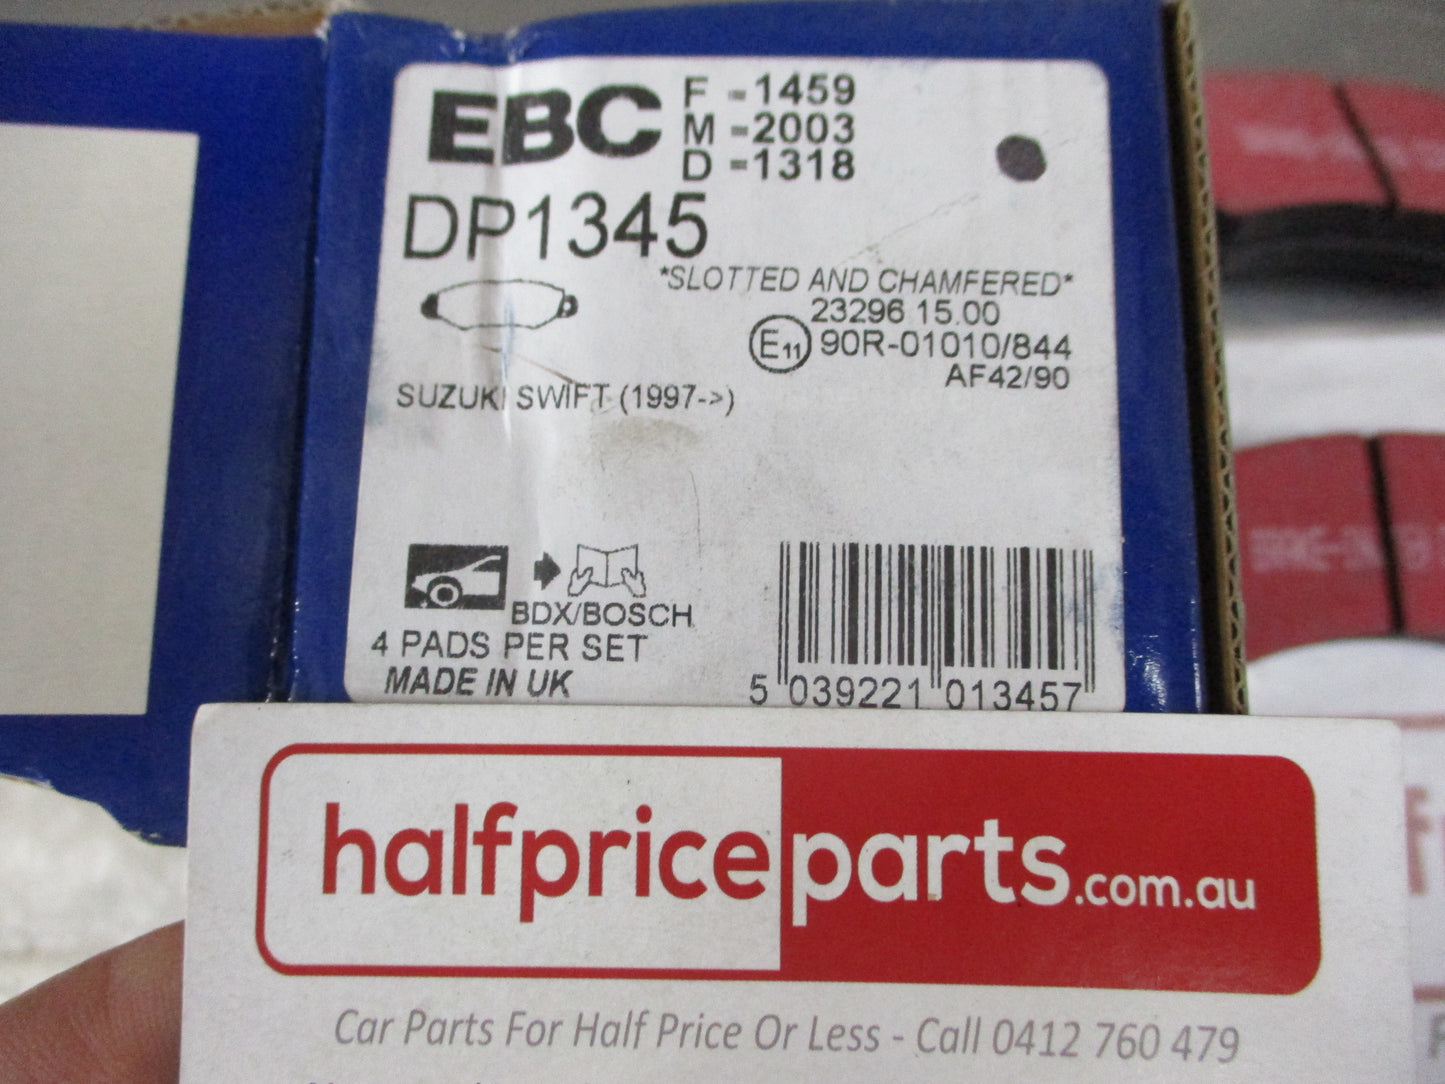 EBC
F -1459
M -2003
D -1318
DP1345
*SLOTTED AND CHAMFERED*
23296 15.00
E11 90R-01010/844
AF42/90
SUZUKI SWIFT (1997->)
BDX/BOSCH
4 PADS PER SET
MADE IN UK
5 039221 013457
halfpriceparts.com.au
Car Parts For Half Price Or Less - Call 0412 760 479